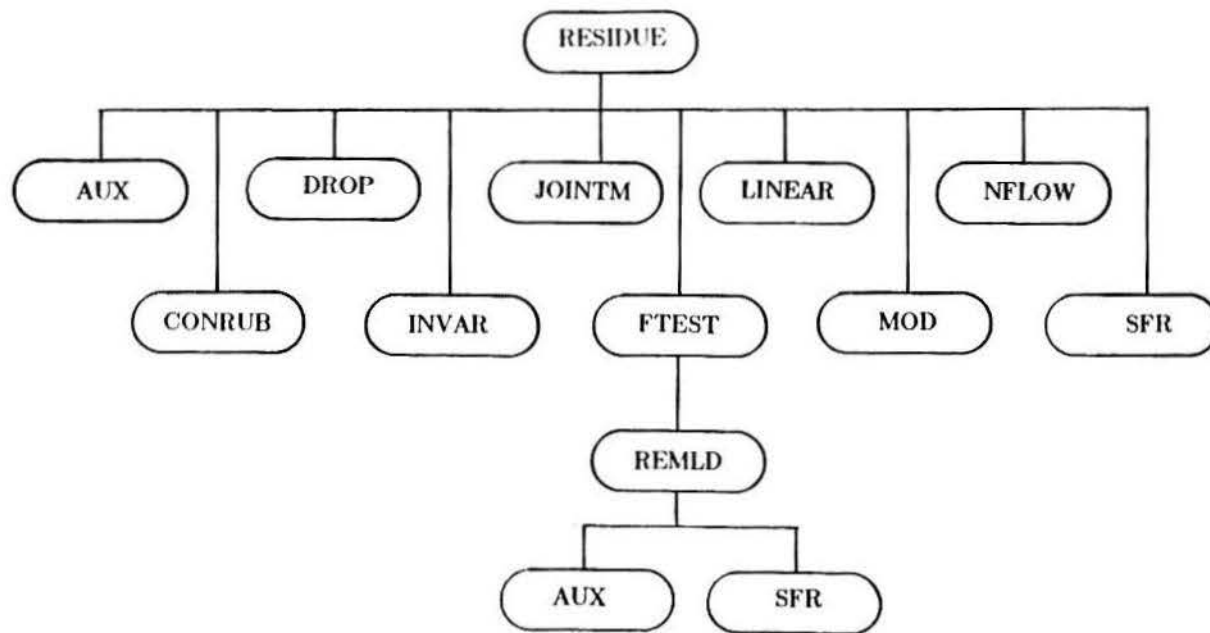 RESIDUE
AUX
DROP
JOINTM
LINEAR
NFLOW
CONRUB
INVAR
FTEST
MOD
SFR
REMLD
AUX
SFR